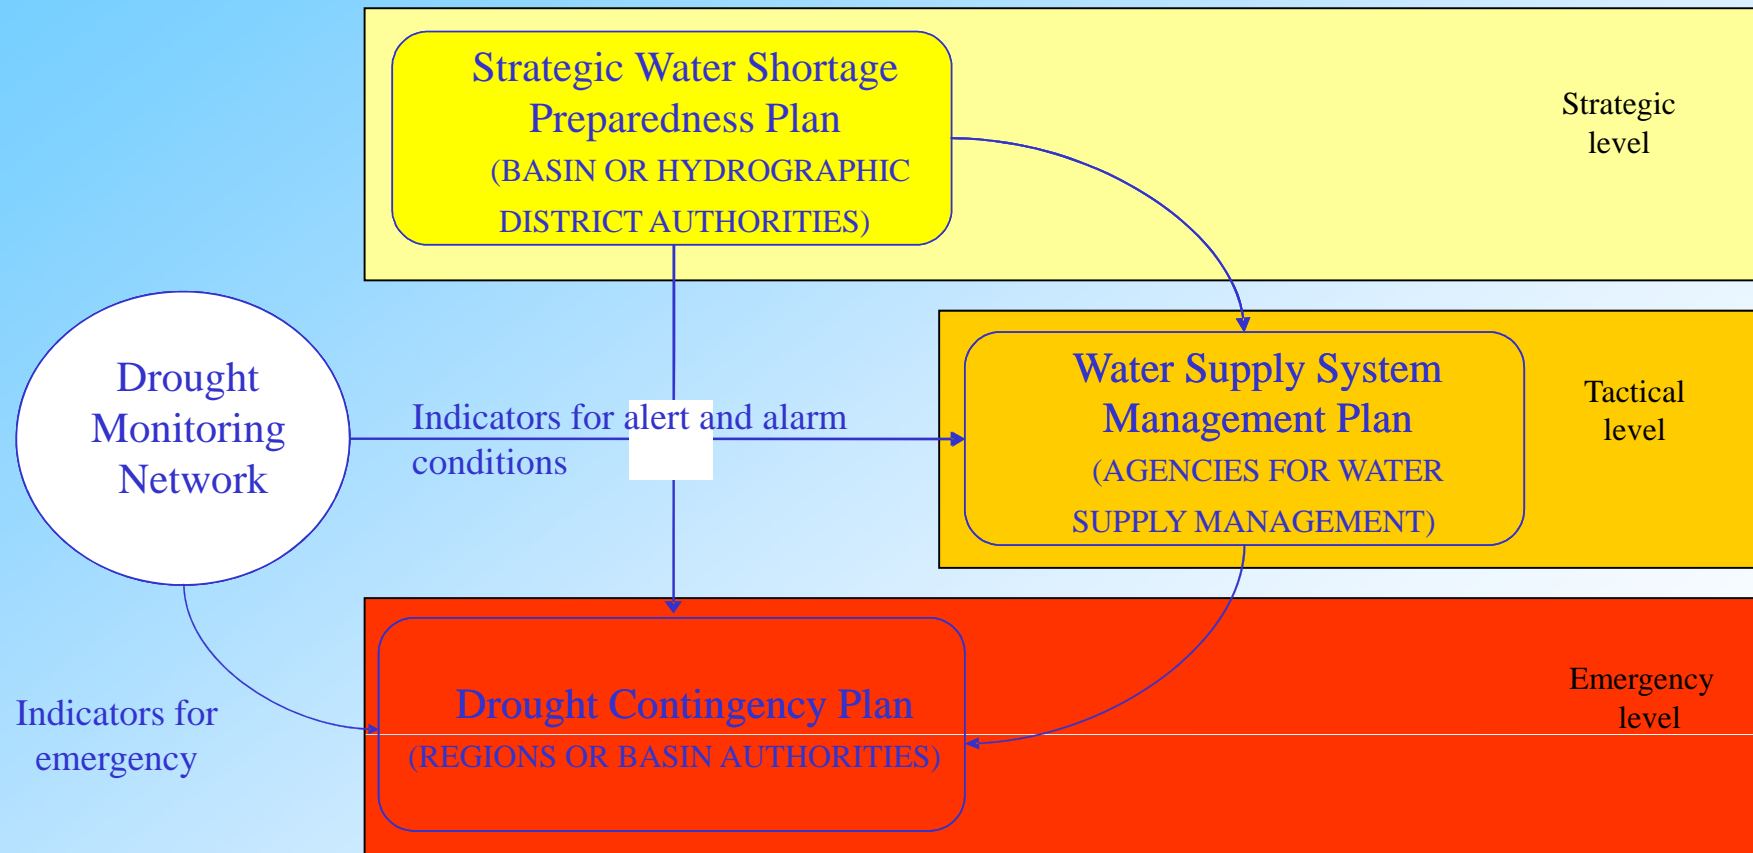 Strategic Water Shortage
Preparedness Plan
(BASIN OR HYDROGRAPHIC
DISTRICT AUTHORITIES)
Strategic
level
Drought
Monitoring
Network
Indicators for alert and alarm
conditions
Water Supply System
Management Plan
(AGENCIES FOR WATER
SUPPLY MANAGEMENT)
Tactical
level
Indicators for
emergency
Drought Contingency Plan
(REGIONS OR BASIN AUTHORITIES)
Emergency
level